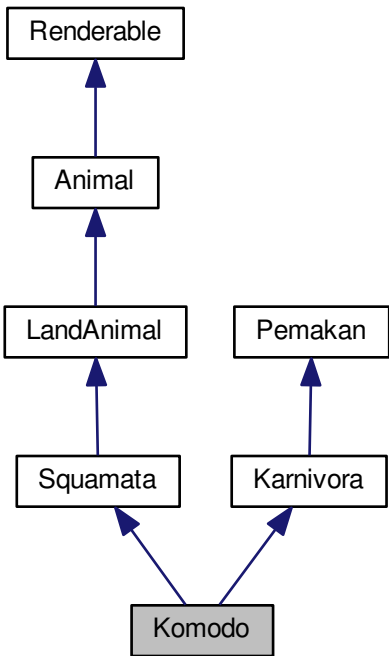 Renderable
Animal
LandAnimal
Pemakan
Squamata
Karnivora
Komodo